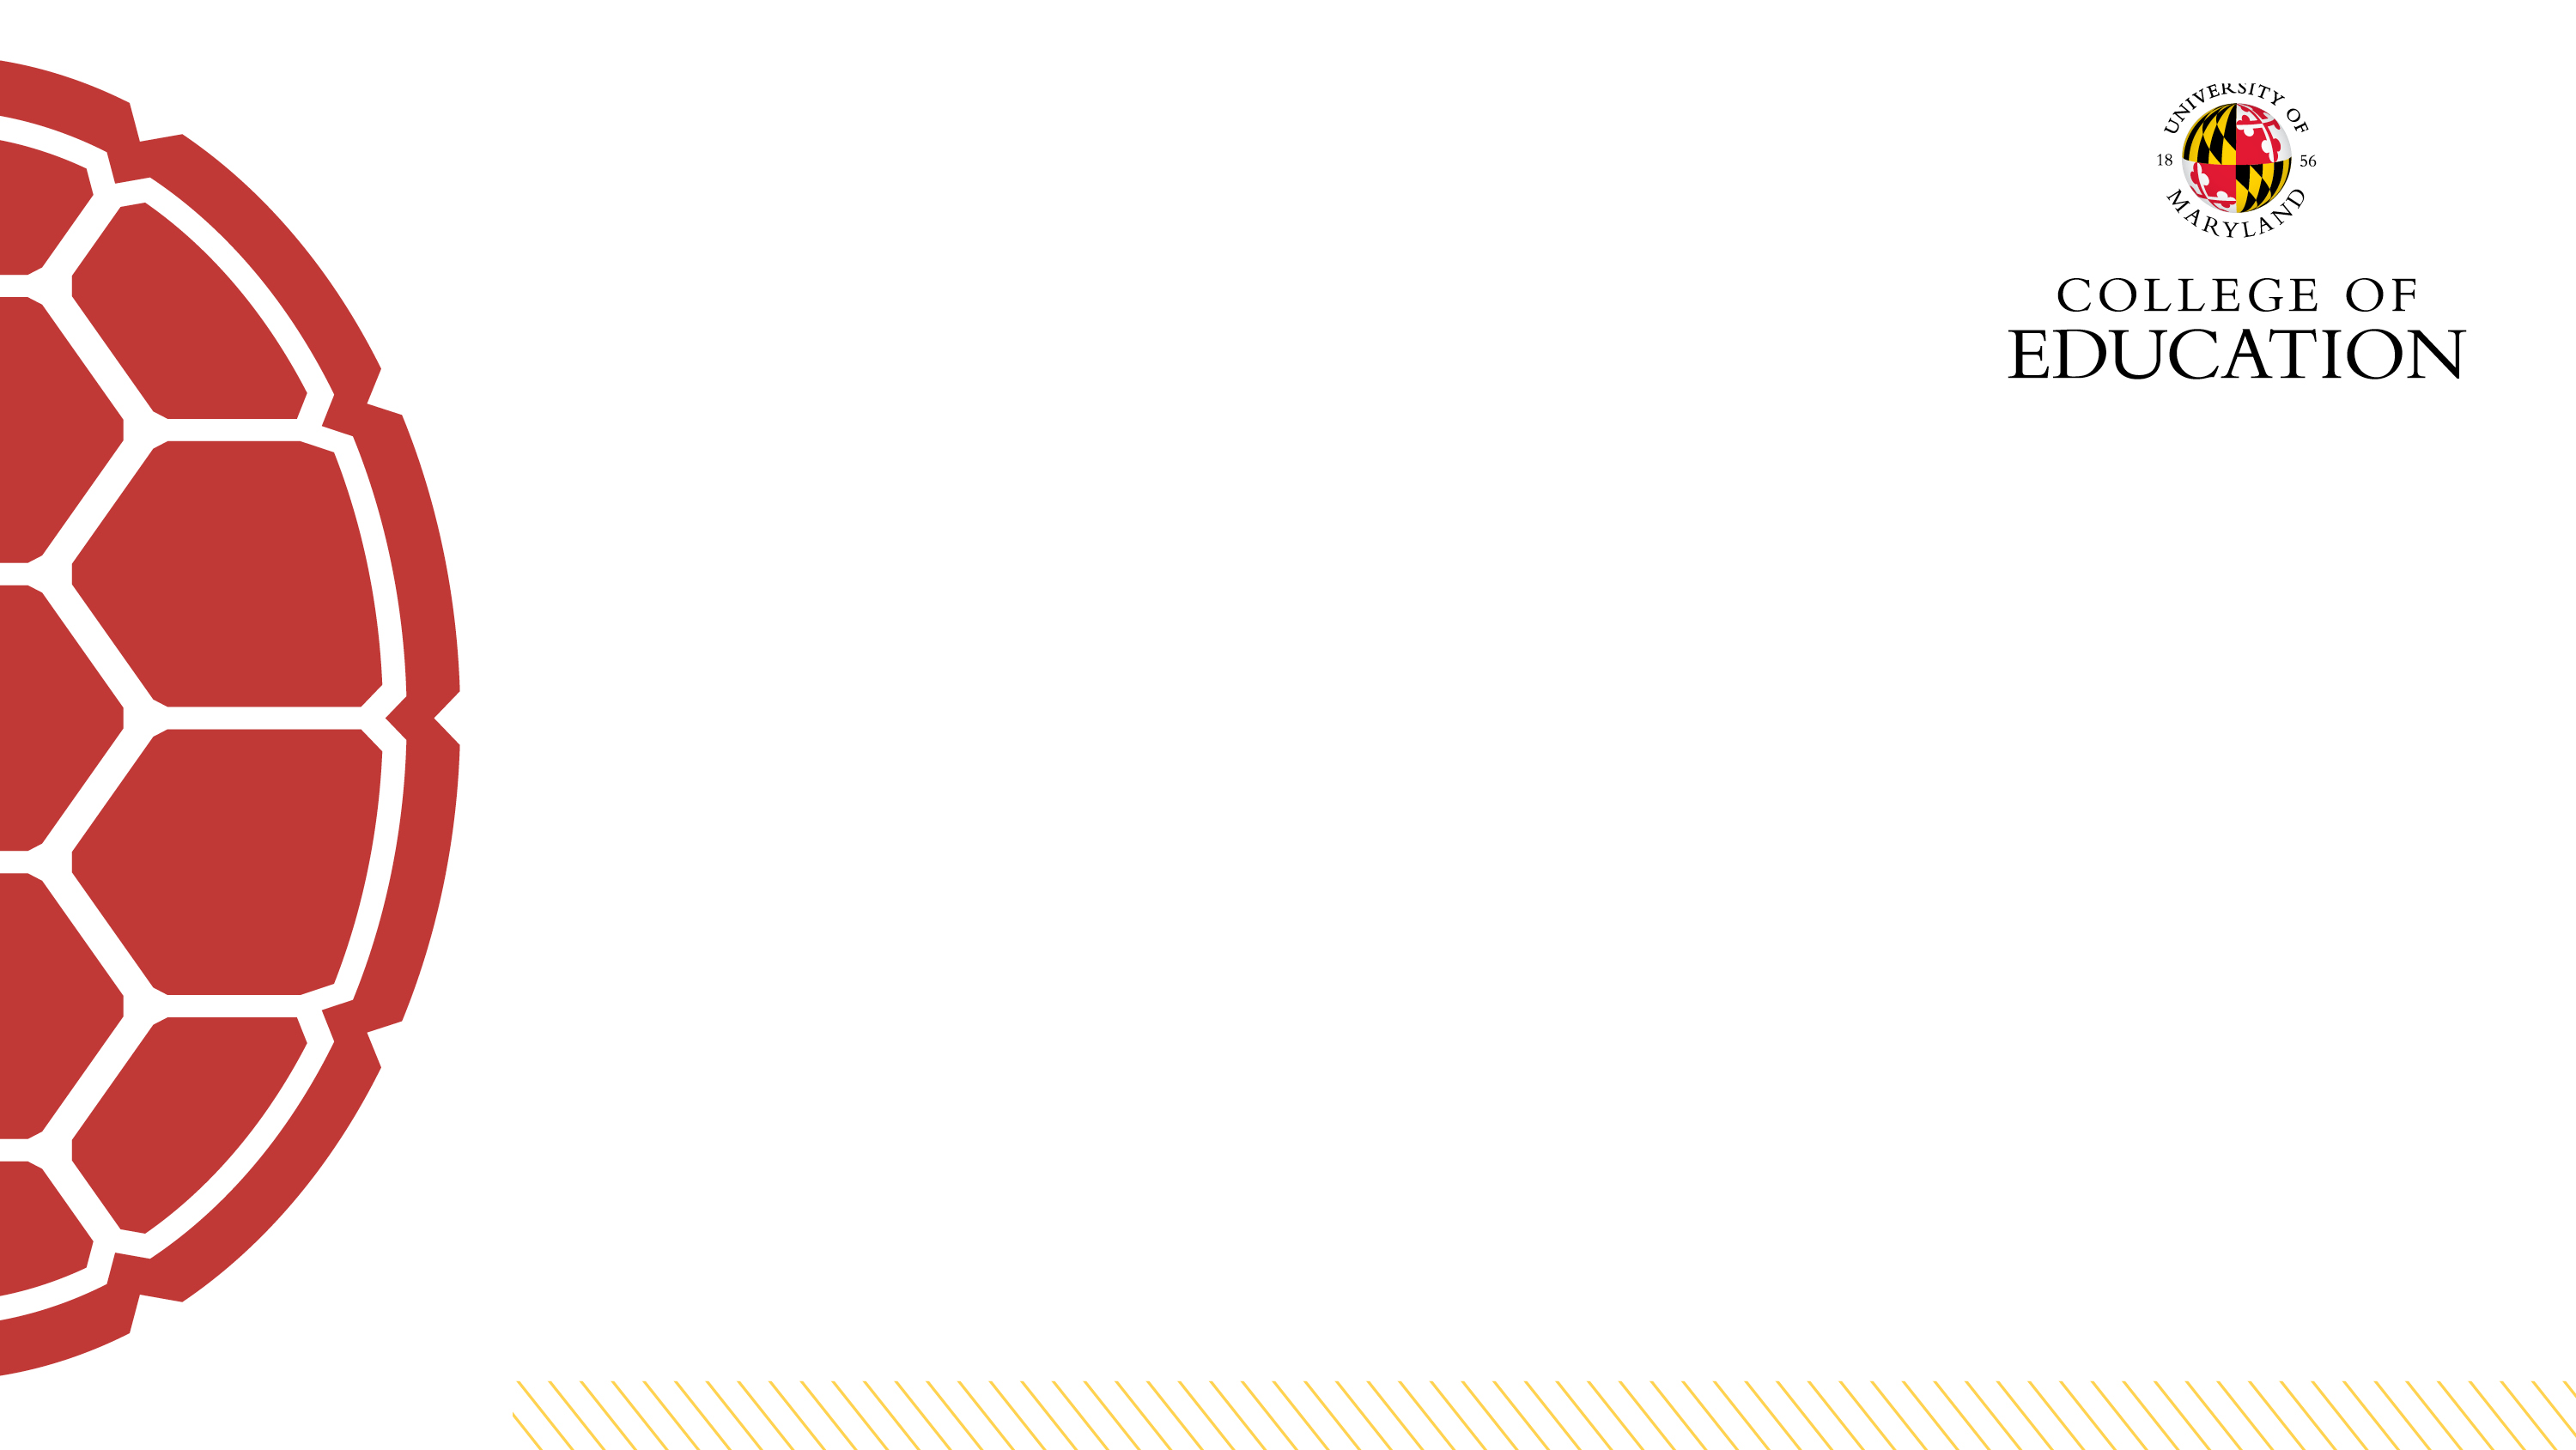 UNIVERSITY OF
18 56
MARYLAND
COLLEGE OF
EDUCATION